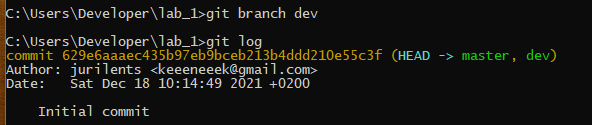 C:\Users\Developer\lab_1>git branch dev
C:\Users\Developer\lab_1>git log
commit 629e6aaaec435b97eb9bceb213b4ddd210e55c3f (HEAD -> master, dev)
Author: jurilents <keeeneeek@gmail.com>
Date:   Sat Dec 18 10:14:49 2021 +0200
    Initial commit